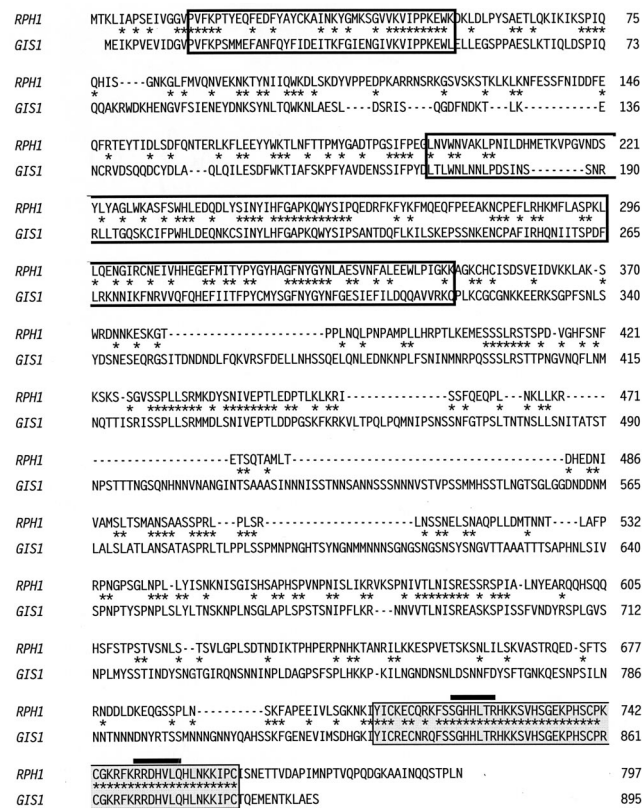 RPH1 MTKLIAPSEIVGGVPVFKPTYEQFEDFYAYCKAINKYGMKSGVVKVIPPKEWKDKLDLPYSAETLQKIKIKSPIQ 75
GIS1 MEIKPVEVIDGVPVFKPSMMEFANFQYFIDEITKFGIENGIVKVIPPKEWLELLEGSPPAESLKTIQLDSPIQ 73
RPH1 QHIS----GNKGLFMVQNVEKNKTYNIIQWKDLSKDYVPPEDPKARRNSRKGSVSKSTKLKLKNFESSFNIDDFE 146
GIS1 QQAKRWDKHENGVFSIENEYDNKSYNLTQWKNLAESL---DSRIS---QGDFNDKT---LK------------E 136
RPH1 QFRTEYTIDLSDFQNTERLKFLEEYYWKTLNFTTPMYGADTPGSIFPEGLNVWNVAKLPNILDHMETKVPGVNDS 221
GIS1 NCRVDSQQDCYDLA---QLQILESDFWKTIAFSKPFYAVDENSSIFPYDLTLWNLNNLPDSINS--------SNR 190
RPH1 YLYAGLWKASFSWHLEDQDLYSINYIHFGAPKQWYSIPQEDRFKFYKFMQEQFPEEAKNCPEFLRHKMFLASPKL 296
GIS1 RLLTGQSKCIFPWHLDEQNKCSINYLHFGAPKQWYSIPSANTDQFLKILSKEPSSNKENCPAFIRHQNIITSPDF 265
RPH1 LQENGIRCNEIVHHEGEFMITYPYGYHAGFNYGYNLAESVNFALEEWLPIGKKAGKCHCISDSVEIDVKKLAK-S 370
GIS1 LRKNNIKFNRVVQFQHEFIITFPYCMYSGFNYGYNFGESIEFILDQQAVVRKQPLKCGCGNKKEERKSGPFSNLS 340
RPH1 WRDNNKESKGT------------------PPLNQLPNPAMPLLHRPTLKEMESSSLRSTSPD-VGHFSNF 421
GIS1 YDSNESEQRGSITDNDNDLFQKVRSFDELLNHSSQELQNLEDNKNPLFSNINMNRPQSSSLRSTTPNGVNQFLNM 415
RPH1 KSKS-SGVSSPLLSRMKDYSNIVEPTLEDPTLKLKRI---------------SSFQEQPL---NKLLKR------ 471
GIS1 NQTTISRISSPLLSRMMDLSNIVEPTLDDPGSKFKRKVLTPQLPQMNIPSNSSNFGTPSLTNTNSLLSNITATST 490
RPH1 -----------------ETSQTAMLT---------------------------------DHEDNI 486
GIS1 NPSTTTNGSQNHNNVNANGINTSAAASINNNISSTNNSANNSSSNNNVSTVPSSMMHSSTLNGTSGLGGDNDDNM 565
RPH1 VAMSLTSMANSAASSPRL--PLSR-------------------LNSSNELSNAQPLLDMTNNT----LAFP 532
GIS1 LALSLATLANSATASPRLTLPPLSSPMNPNGHTSYNGNMMNNNSGNGSNGSNSYSNGVTTAAATTTSAPHNLSIV 640
RPH1 RPNGPSGLNPL--LYISNKNISGISHSAPHSPVNPNISLIKRVKSPNIVTLNISRESSRSPIA--LNYEARQQHSQQ 605
GIS1 SPNPTYSPNPLSLYLTNSKNPLNSGLAPLSPSTSNIPFLKR---NNVVTLNISREASKSPISSFVNDYRSPLGVS 712
RPH1 HSFSTPSTVSNLS--TSVLGPLSDTNDIKTPHPERPNHKTANRILKKESPVETSKSNLILSKVASTRQED-SFTS 677
GIS1 NPLMYSSTINDYSNGTGIRQNSNNINPLDAGPSFSPLHKKP-KILNGNDNSNLDSNNFDYSFTGNKQESNPSILN 786
RPH1 RNDDLDKEQGSSPLN---------SKFAPEEIVLSGKNKIYICKECQRKFSSGHHLTRHKKSVHSGEKPHSCPK 742
GIS1 NNTNNNDNYRTSSMNNNGNNYQAHSSKFGENEVIMSDHGKIYICRECNRQFSSGHHLTRHKKSVHSGEKPHSCPR 861
RPH1 CGKRFKRRDHVLQHLNKKIPCISNETTVDAPIMNPTVQPQDGKAAINQQSTPLN 797
GIS1 CGKRFKRRDHVLQHLNKKIPCTQEMENTKLAES 895